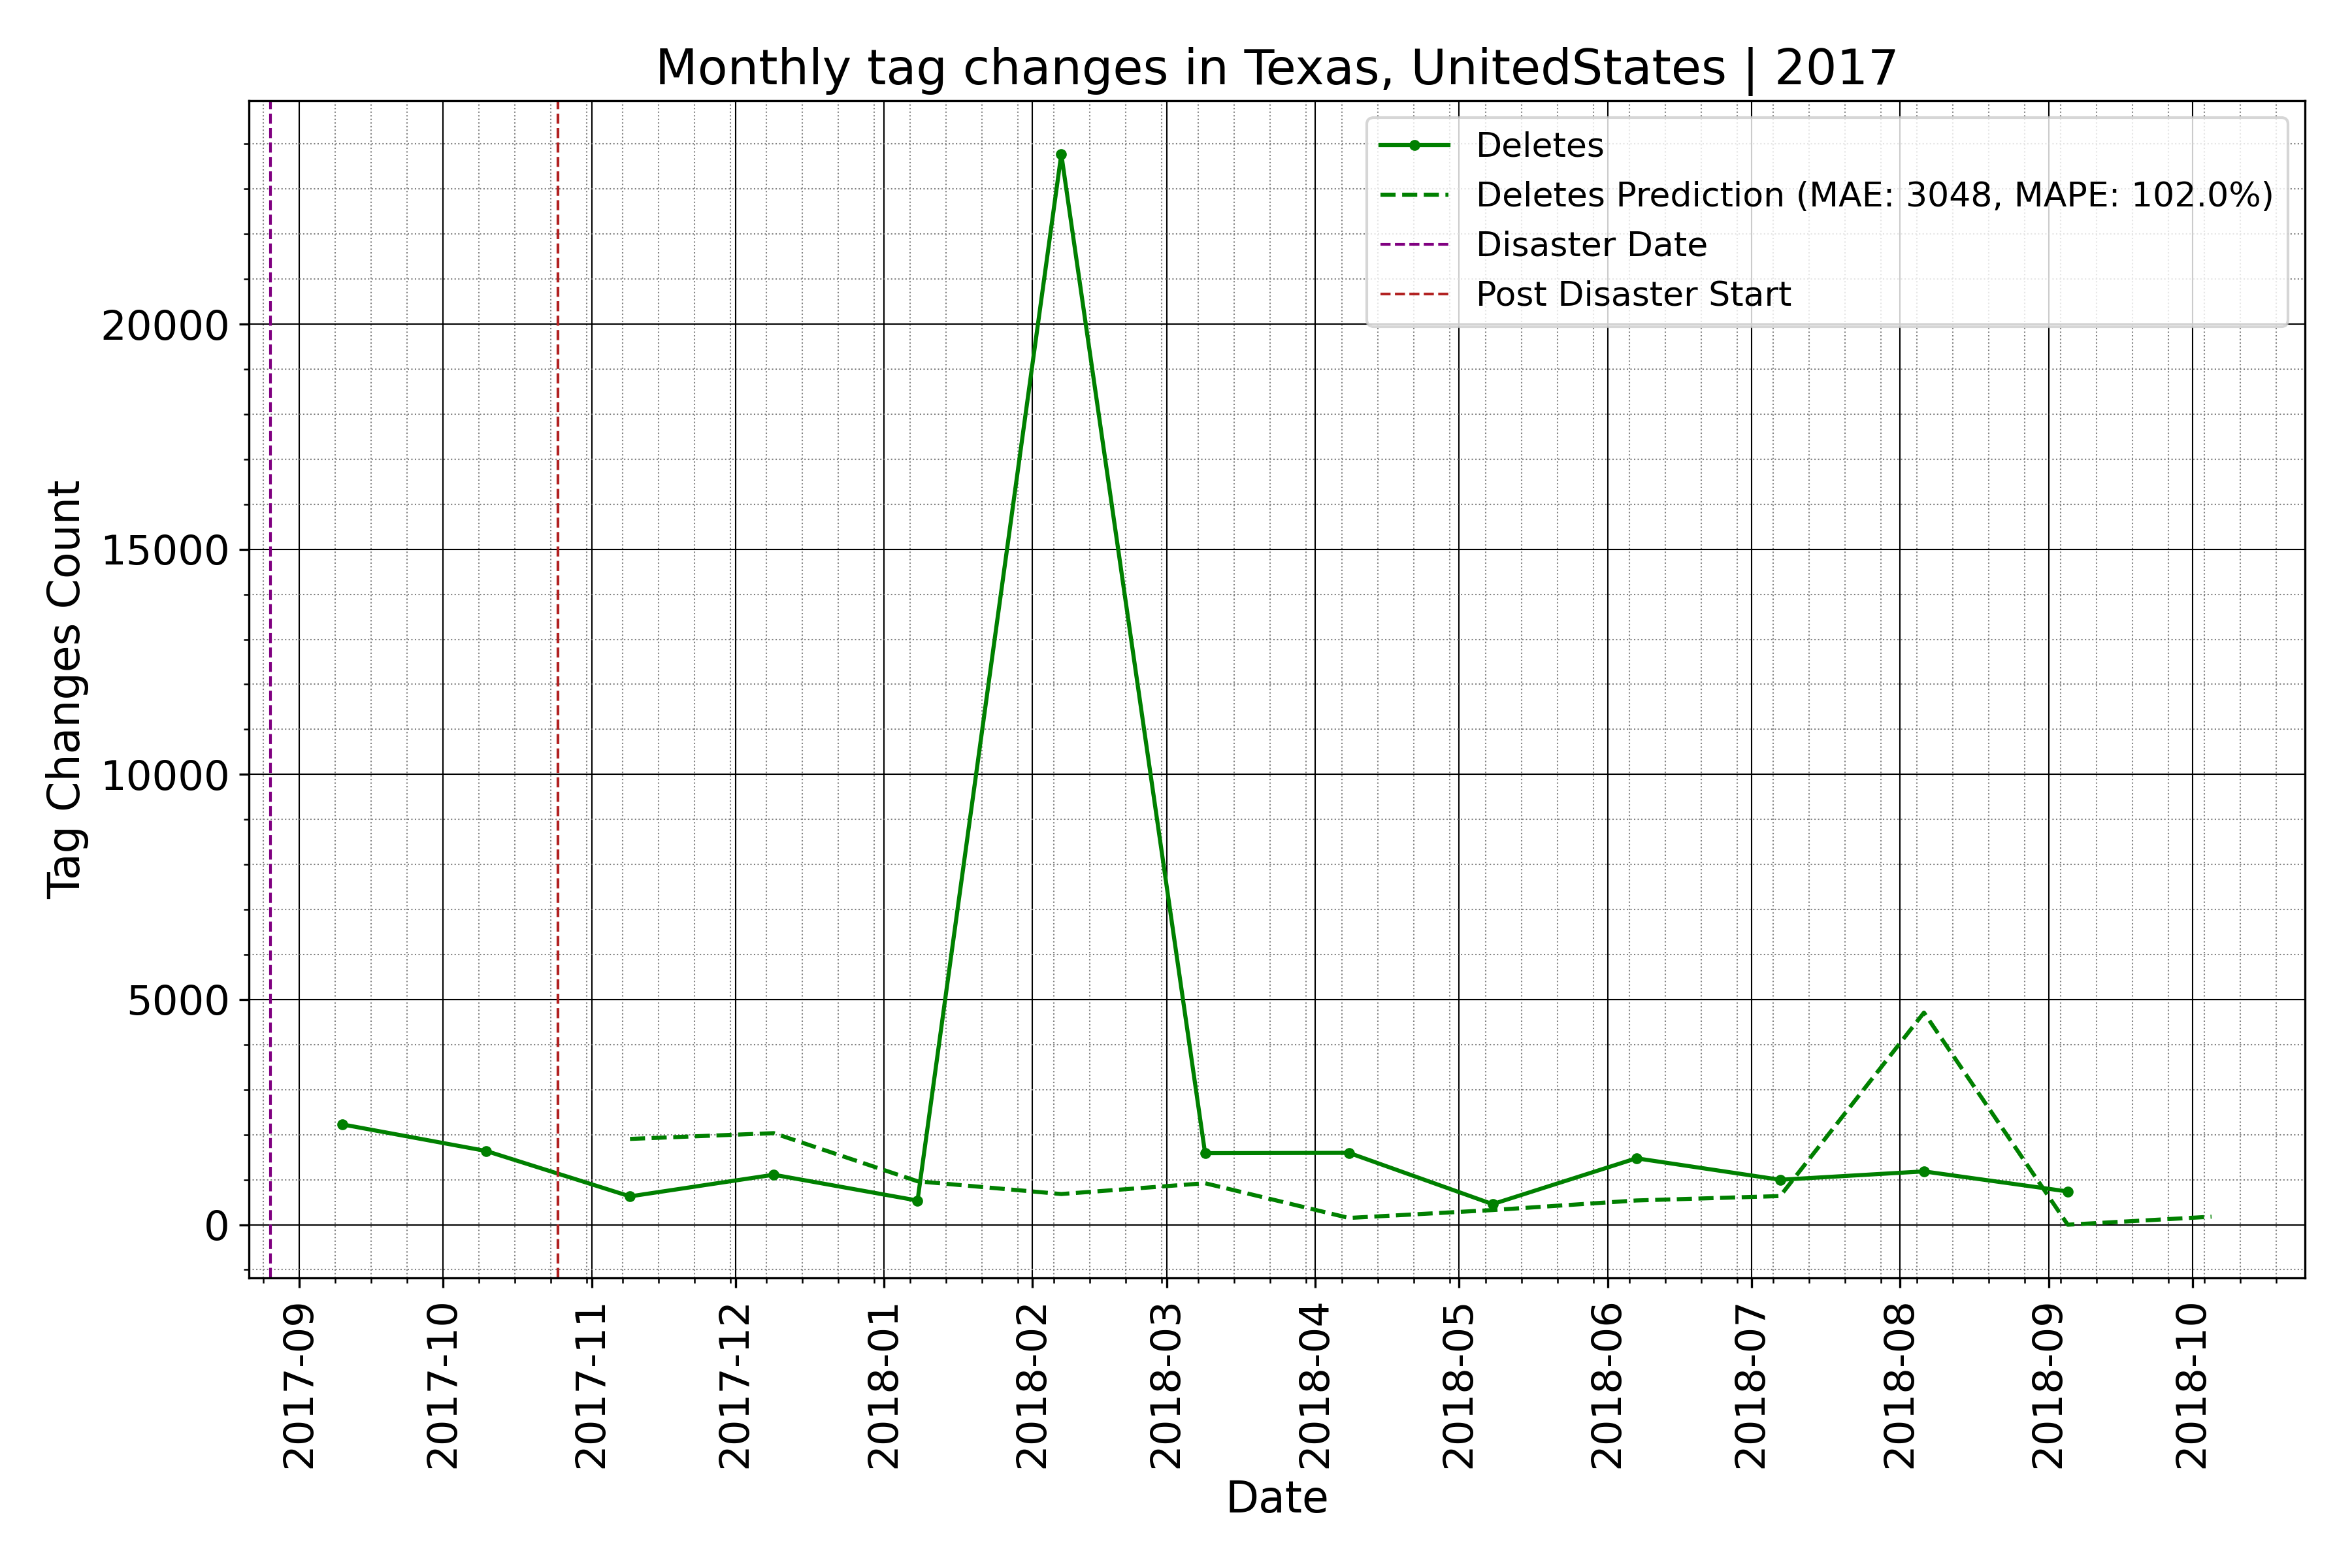 Monthly tag changes in Texas, UnitedStates | 2017
Deletes
Deletes Prediction (MAE: 3048, MAPE: 102.0%)
Disaster Date
Post Disaster Start
Tag Changes Count
20000
15000
10000
5000
0
2017-09
2017-10
2017-11
2017-12
2018-01
2018-02
2018-03
2018-04
2018-05
2018-06
2018-07
2018-08
2018-09
2018-10
Date